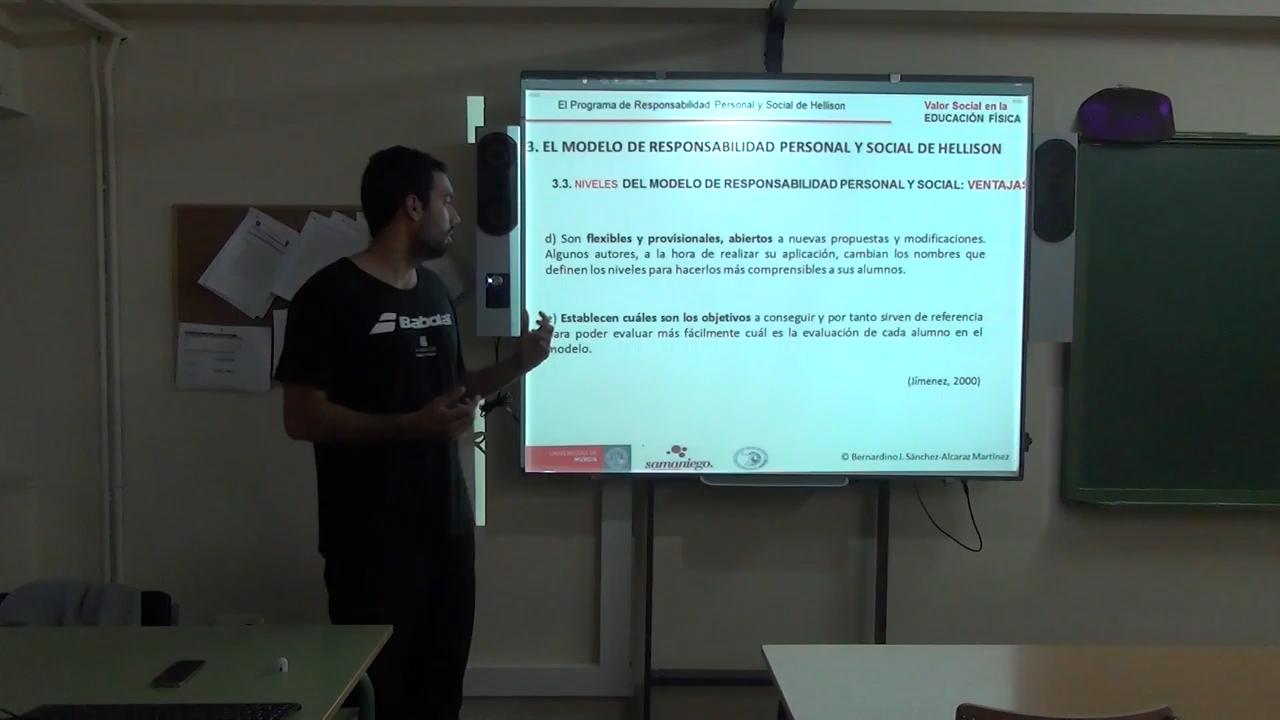 El Programa de Responsabilidad Personal y Social de Hellison
Valor Social en la
EDUCACIÓN FÍSICA
3. EL MODELO DE RESPONSABILIDAD PERSONAL Y SOCIAL DE HELLISON
3.3. NIVELES DEL MODELO DE RESPONSABILIDAD PERSONAL Y SOCIAL: VENTAJAS
d) Son flexibles y provisionales, abiertos a nuevas propuestas y modificaciones.
Algunos autores, a la hora de realizar su aplicación, cambian los nombres que
definen los niveles para hacerlos más comprensibles a sus alumnos.
Establecen cuáles son los objetivos a conseguir y por tanto sirven de referencia
para poder evaluar más fácilmente cuál es la evaluación de cada alumno en el
modelo.
(Jimenez, 2000)
UNIVERSIDAD DE
MURCIA
samaniego.
© Bernardino J. Sánchez-Alcaraz Martínez
Babolat